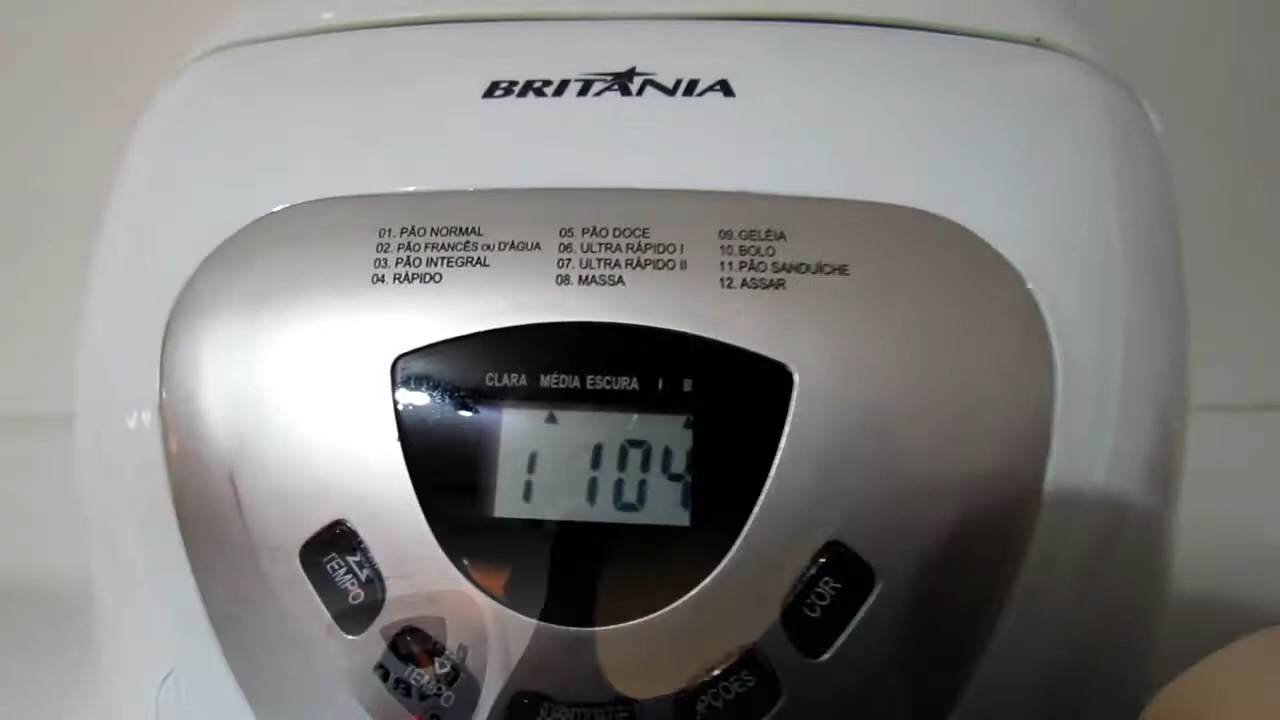 BRITÂNIA
01. PÃO NORMAL
02. PÃO FRANCÊS OU D'ÁGUA
03. PÃO INTEGRAL
04. RÁPIDO
05. PÃO DOCE
06. ULTRA RÁPIDO I
07. ULTRA RÁPIDO II
08. MASSA
09. GELÉIA
10. BOLO
11. PÃO SANDUÍCHE
12. ASSAR
CLARA MÉDIA ESCURA I II
1 104
TEMPO
COR
TEMPO